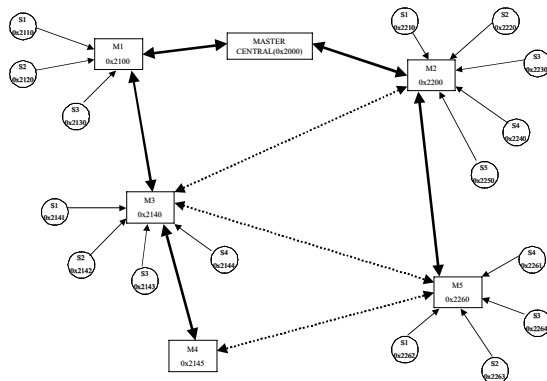 S1
0x2110
S2
0x2120
S3
0x2130
M1
0x2100
MASTER
CENTRAL(0x2000)
S1
0x2210
S2
0x2220
S3
0x2230
S4
0x2240
S5
0x2250
M2
0x2200
S1
0x2141
S2
0x2142
S3
0x2143
S4
0x2144
M3
0x2140
M4
0x2145
S4
0x2261
S3
0x2264
M5
0x2260
S1
0x2262
S2
0x2263